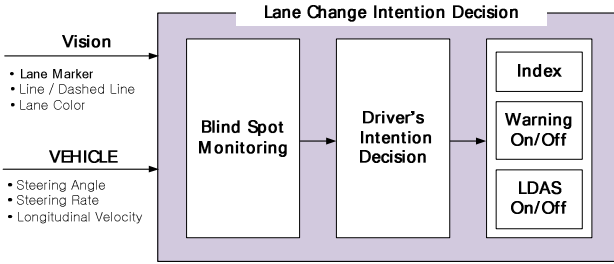 Lane Change Intention Decision
Vision
• Lane Marker
• Line / Dashed Line
• Lane Color
VEHICLE
• Steering Angle
• Steering Rate
• Longitudinal Velocity
Blind Spot
Monitoring
Driver's
Intention
Decision
Index
Warning
On/Off
LDAS
On/Off